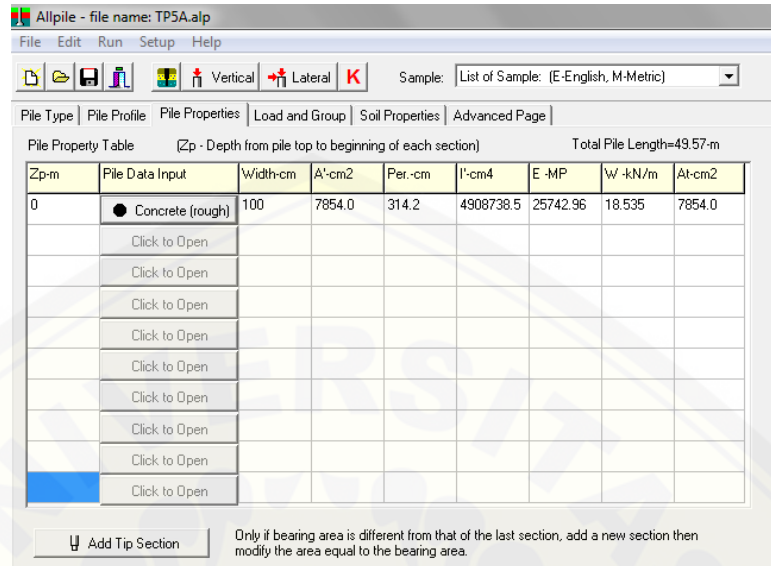 Allpile - file name: TP5A.alp
File Edit Run Setup Help
Vertical Lateral K Sample: List of Sample: (E-English, M-Metric)
Pile Type Pile Profile Pile Properties Load and Group Soil Properties Advanced Page
Pile Property Table (Zp - Depth from pile top to beginning of each section) Total Pile Length=49.57-m
Zp-m Pile Data Input Width-cm A'-cm2 Per.-cm I'-cm4 E -MP W -kN/m At-cm2
0 Concrete (rough) 100 7854.0 314.2 4908738.5 25742.96 18.535 7854.0
Click to Open
Click to Open
Click to Open
Click to Open
Click to Open
Click to Open
Click to Open
Click to Open
Click to Open
Add Tip Section Only if bearing area is different from that of the last section, add a new section then
modify the area equal to the bearing area.
UNIVERSITA